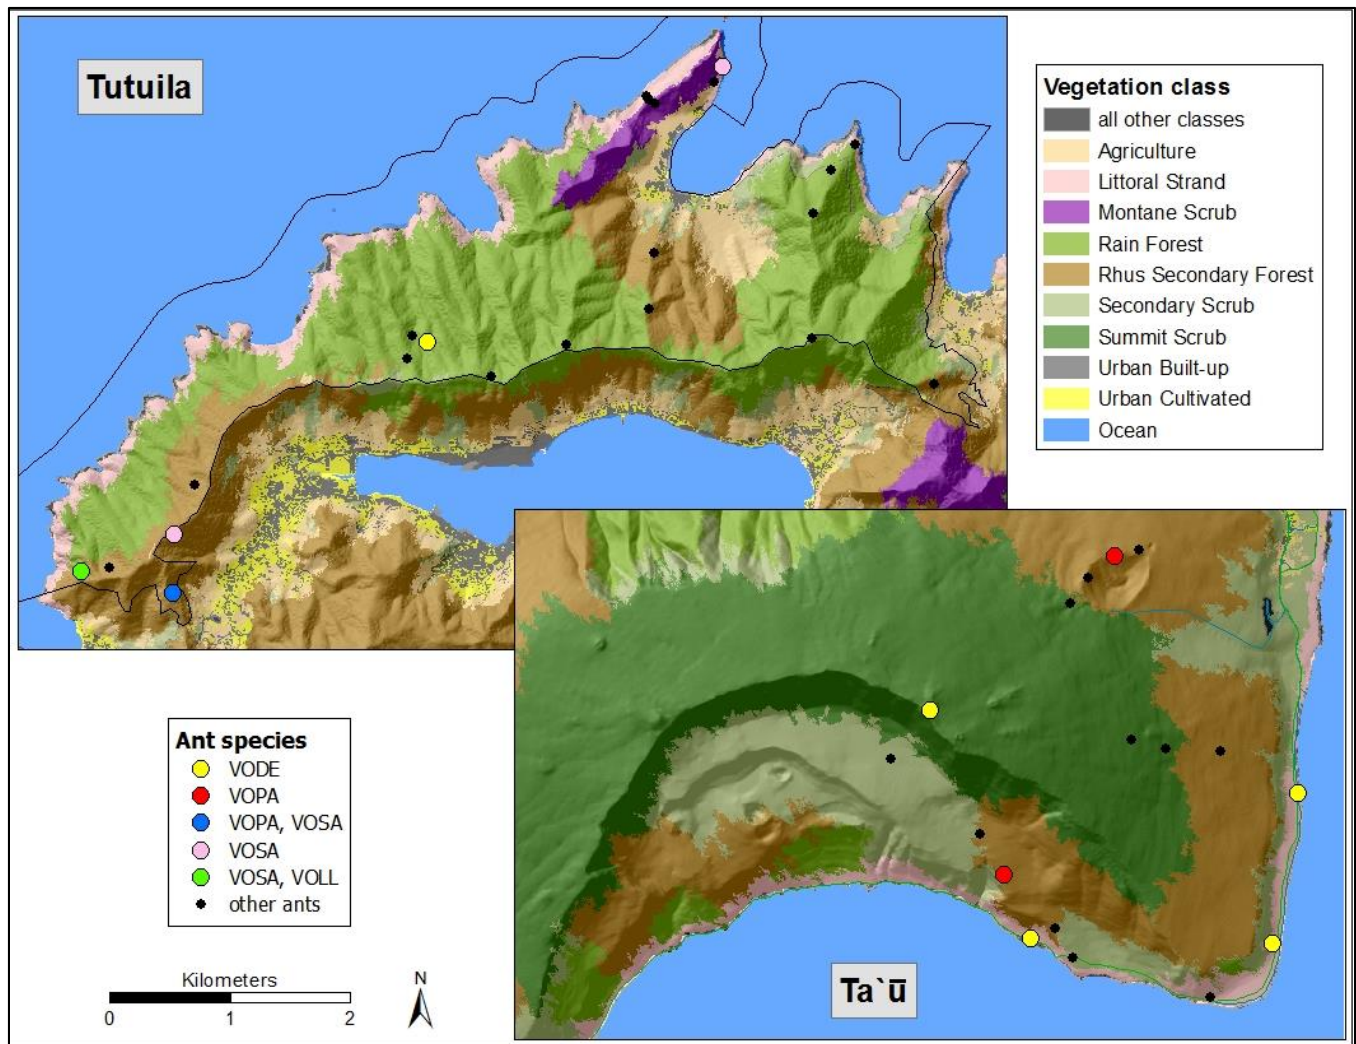 Tutuila
Vegetation class
all other classes
Agriculture
Littoral Strand
Montane Scrub
Rain Forest
Rhus Secondary Forest
Secondary Scrub
Summit Scrub
Urban Built-up
Urban Cultivated
Ocean
Ant species
VODE
VOPA
VOPA, VOSA
VOSA
VOSA, VOLL
other ants
Kilometers
0 1 2
N
Ta`ū